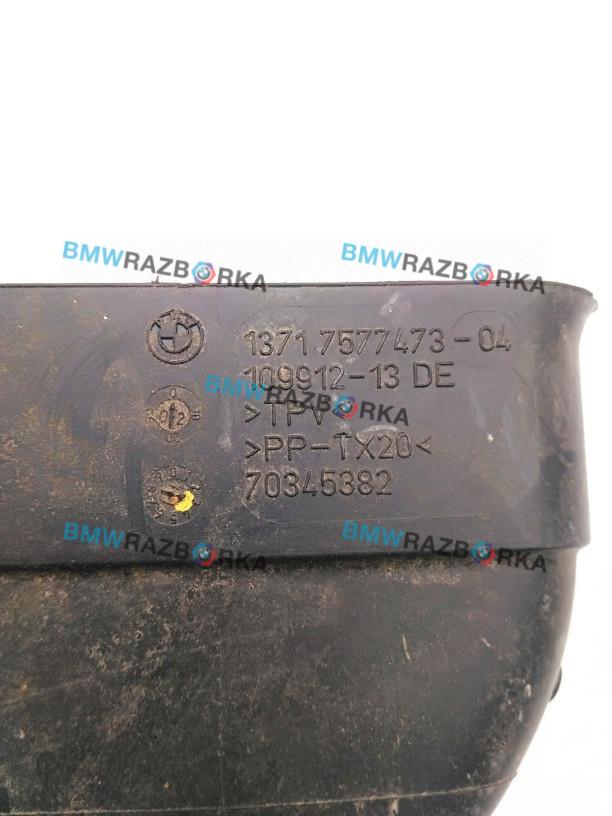 BMWRAZBORKA
BMWRAZBORKA
1371 7577473-04
109912-13 DE
BMWRAZBORKA
>TPV<
>PP-TX20<
70345382
BMWRAZBORKA
BMWRAZBORKA